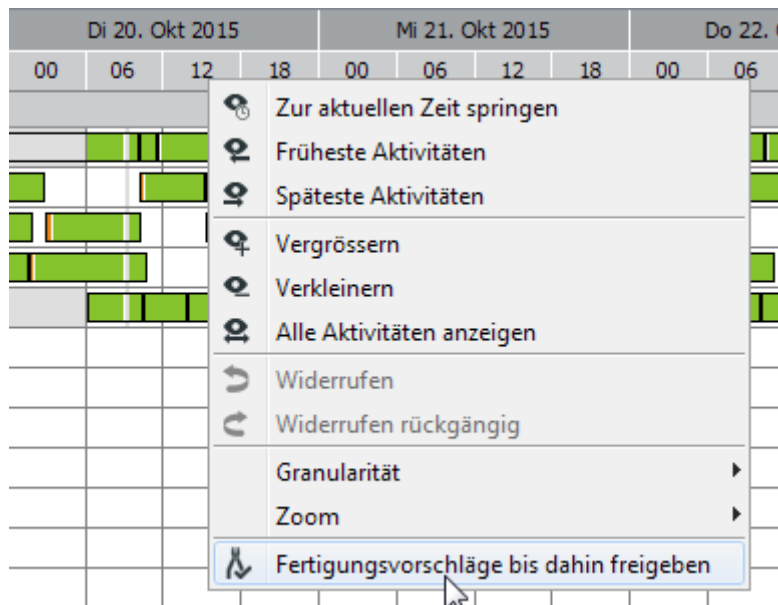 Di 20. Okt 2015 Mi 21. Okt 2015 Do 22.
00 06 12 18 00 06 12 18 00 06
Zur aktuellen Zeit springen
Früheste Aktivitäten
Späteste Aktivitäten
Vergrössern
Verkleinern
Alle Aktivitäten anzeigen
Widerrufen
Widerrufen rückgängig
Granularität
Zoom
Fertigungsvorschläge bis dahin freigeben